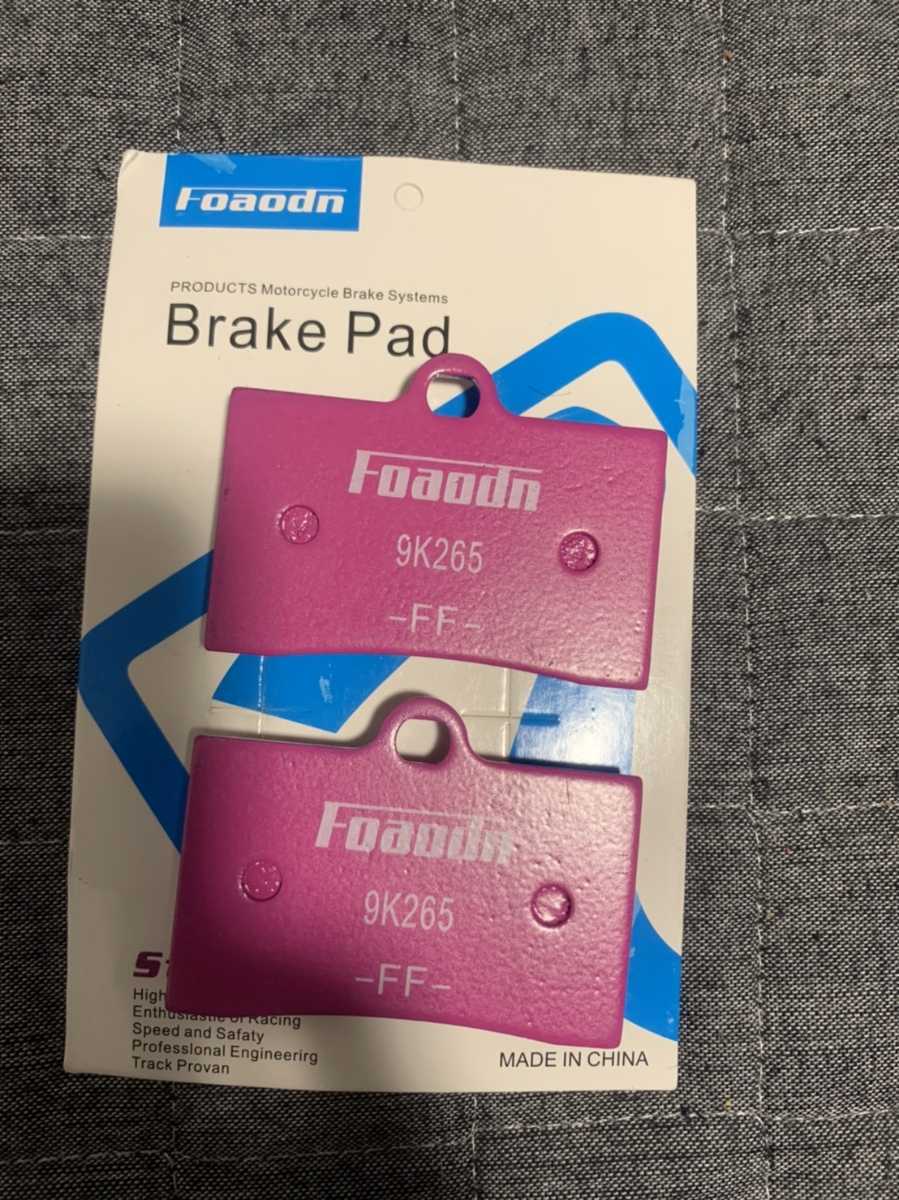 Foaodn
PRODUCTS Motorcycle Brake Systems
Brake Pad
Foaodn
9K265
-FF-
Foaodn
9K265
-FF-
High
Enthusiastic of Racing
Speed and Safaty
Professlonal Engineerirg
Track Provan
MADE IN CHINA